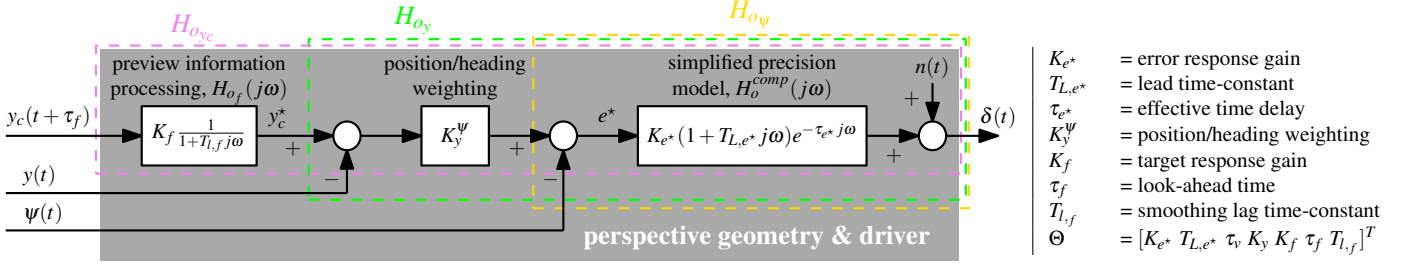 H_{o_{yc}}
H_{o_y}
H_{o_ψ}
preview information
processing, H_{o_f}(jω)
position/heading
weighting
simplified precision
model, H_o^{comp}(jω)
n(t)
y_c(t + τ_f)
K_f \frac{1}{1+T_{l,f} jω}
y_c^⋆
+
−
K_y^ψ
+
−
e^⋆
K_{e^⋆}(1 + T_{L,e^⋆} jω)e^{−τ_{e^⋆} jω}
+
+
δ(t)
y(t)
ψ(t)
perspective geometry & driver
K_{e^⋆} = error response gain
T_{L,e^⋆} = lead time-constant
τ_{e^⋆} = effective time delay
K_y^ψ = position/heading weighting
K_f = target response gain
τ_f = look-ahead time
T_{l,f} = smoothing lag time-constant
Θ = [K_{e^⋆} T_{L,e^⋆} τ_v K_y K_f τ_f T_{l,f}]^T